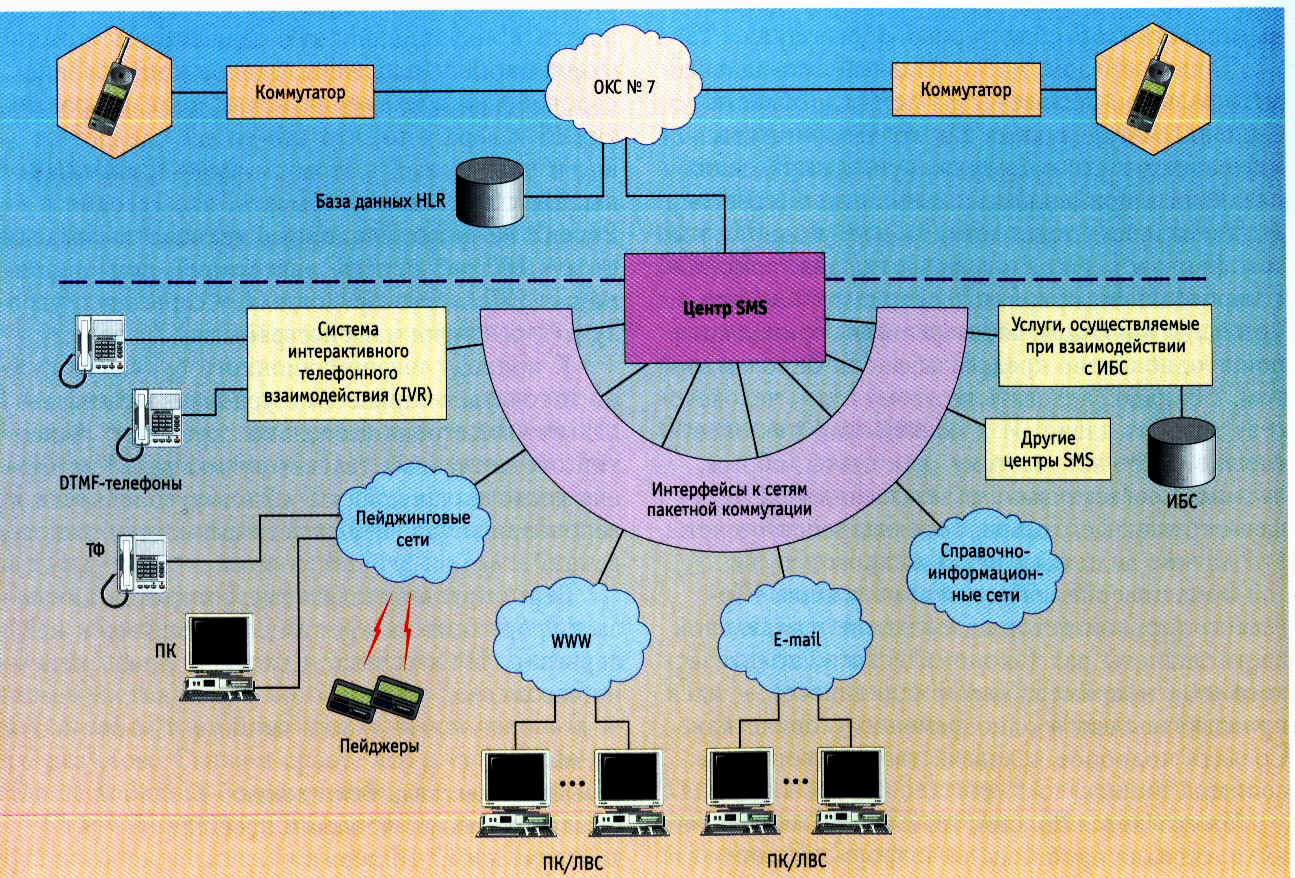 Коммутатор
ОКС № 7
Коммутатор
База данных HLR
Центр SMS
Система
интерактивного
телефонного
взаимодействия (IVR)
Услуги, осуществляемые
при взаимодействии
с ИБС
DTMF-телефоны
Другие
центры SMS
ИБС
Интерфейсы к сетям
пакетной коммутации
Пейджинговые
сети
ТФ
Справочно-
информацион-
ные сети
ПК
WWW
E-mail
Пейджеры
ПК/ЛВС
ПК/ЛВС